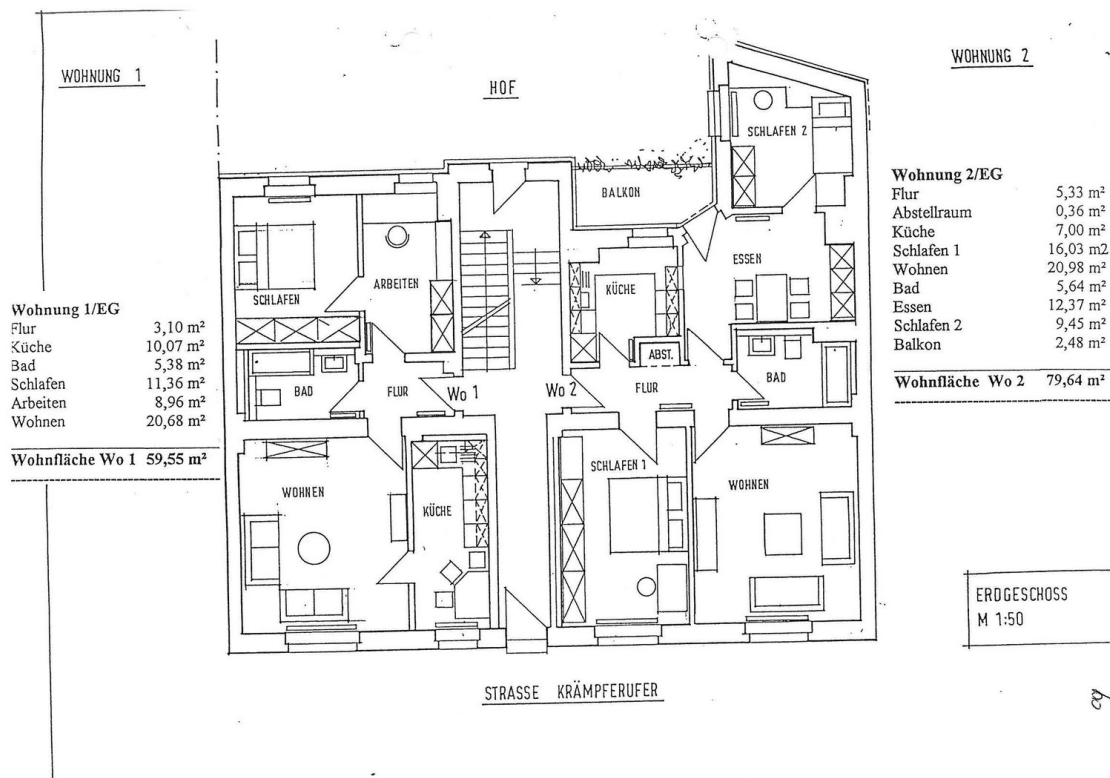 WOHNUNG 1
HOF
WOHNUNG 2
SCHLAFEN 2
BALKON
ESSEN
KÜCHE
ABST.
SCHLAFEN
ARBEITEN
BAD
FLUR
Wo 1
Wo 2
FLUR
BAD
WOHNEN
KÜCHE
SCHLAFEN 1
WOHNEN
Wohnung 1/EG
Flur 3,10 m²
Küche 10,07 m²
Bad 5,38 m²
Schlafen 11,36 m²
Arbeiten 8,96 m²
Wohnen 20,68 m²
Wohnfläche Wo 1 59,55 m²
Wohnung 2/EG
Flur 5,33 m²
Abstellraum 0,36 m²
Küche 7,00 m²
Schlafen 1 16,03 m2
Wohnen 20,98 m²
Bad 5,64 m²
Essen 12,37 m²
Schlafen 2 9,45 m²
Balkon 2,48 m²
Wohnfläche Wo 2 79,64 m²
ERDGESCHOSS
M 1:50
STRASSE KRÄMPFERUFER